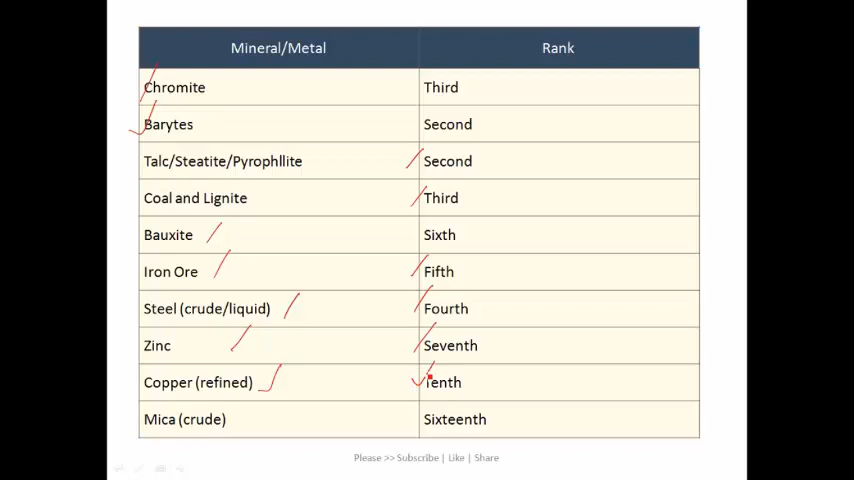 Mineral/Metal Rank
Chromite Third
Barytes Second
Talc/Steatite/Pyrophllite Second
Coal and Lignite Third
Bauxite Sixth
Iron Ore Fifth
Steel (crude/liquid) Fourth
Zinc Seventh
Copper (refined) Tenth
Mica (crude) Sixteenth
Please >> Subscribe | Like | Share